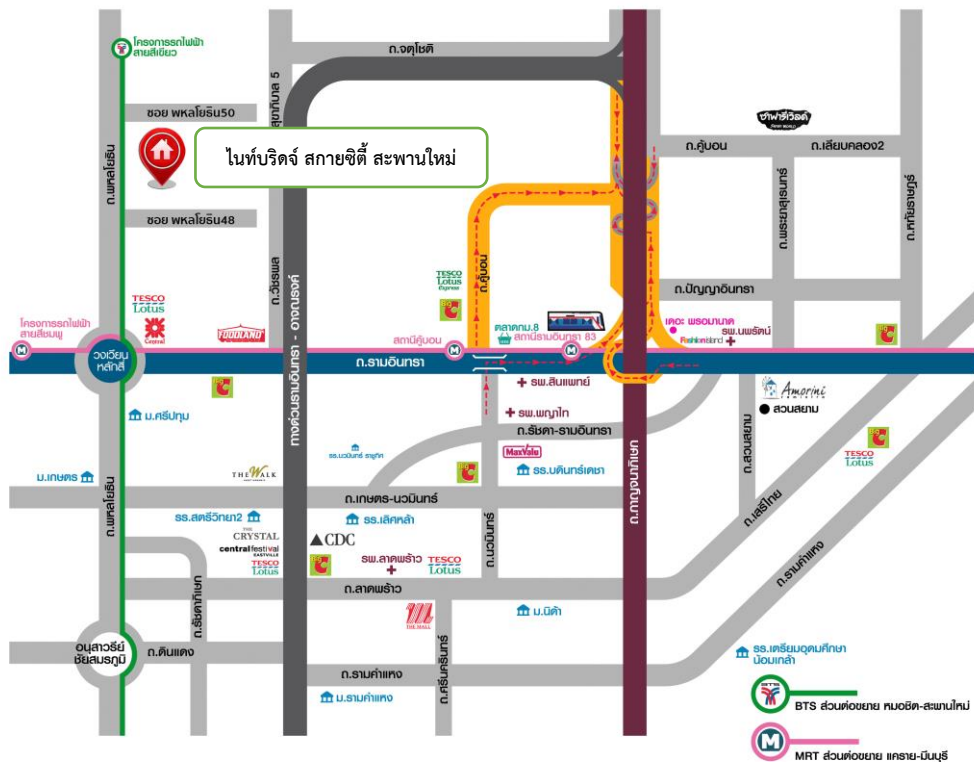 โครงการรถไฟฟ้า
สายสีเขียว
ถ.จตุโชติ
สุขาภิบาล 5
ซอย พหลโยธิน50
ไนท์บริดจ์ สกายซิตี้ สะพานใหม่
ถ.พหลโยธิน
ซอย พหลโยธิน48
ซาฟารีเวิลด์
ถ.คู้บอน
ถ.เลียบคลอง2
ถ.พระยาสุเรนทร์
ถ.หทัยราษฎร์
ถ.วัชรพล
ถ.คู้บอน
ถ.ปัญญาอินทรา
TESCO
Lotus
Central
FOODLAND
TESCO
Lotus
Express
BIG
C
ตลาดกม.8
สถานีคู้บอน
สถานีรามอินทรา 83
เดอะ พรอมานาด
รพ.นพรัตน์
Fashion Island
BIG
C
โครงการรถไฟฟ้า
สายสีชมพู
วงเวียน
หลักสี่
ถ.รามอินทรา
ทางด่วนรามอินทรา - อาจณรงค์
BIG
C
ม.ศรีปทุม
รพ.สินแพทย์
รพ.พญาไท
ถ.รัชดา-รามอินทรา
Amorini
สวนสยาม
ถ.สวนสยาม
ม.เกษตร
THE WALK
รร.นวมินทร์ ราชูทิศ
BIG
C
MaxValu
รร.บดินทร์เดชา
BIG
C
TESCO
Lotus
ถ.พหลโยธิน
ถ.เกษตร-นวมินทร์
ถ.กาญจนาภิเษก
ถ.เสรีไทย
รร.สตรีวิทยา2
รร.เลิศหล้า
THE
CRYSTAL
CDC
centralfestival
EASTVILLE
TESCO
Lotus
BIG
C
รพ.ลาดพร้าว
TESCO
Lotus
ถ.นวมินทร์
ถ.รามคำแหง
ถ.ลาดพร้าว
ถ.รัชดาภิเษก
THE MALL
ม.นิด้า
อนุสาวรีย์
ชัยสมรภูมิ
ถ.ดินแดง
ถ.ศรีนครินทร์
ถ.รามคำแหง
ม.รามคำแหง
รร.เตรียมอุดมศึกษา
น้อมเกล้า
BTS
BTS ส่วนต่อขยาย หมอชิต-สะพานใหม่
M
MRT ส่วนต่อขยาย แคราย-มีนบุรี